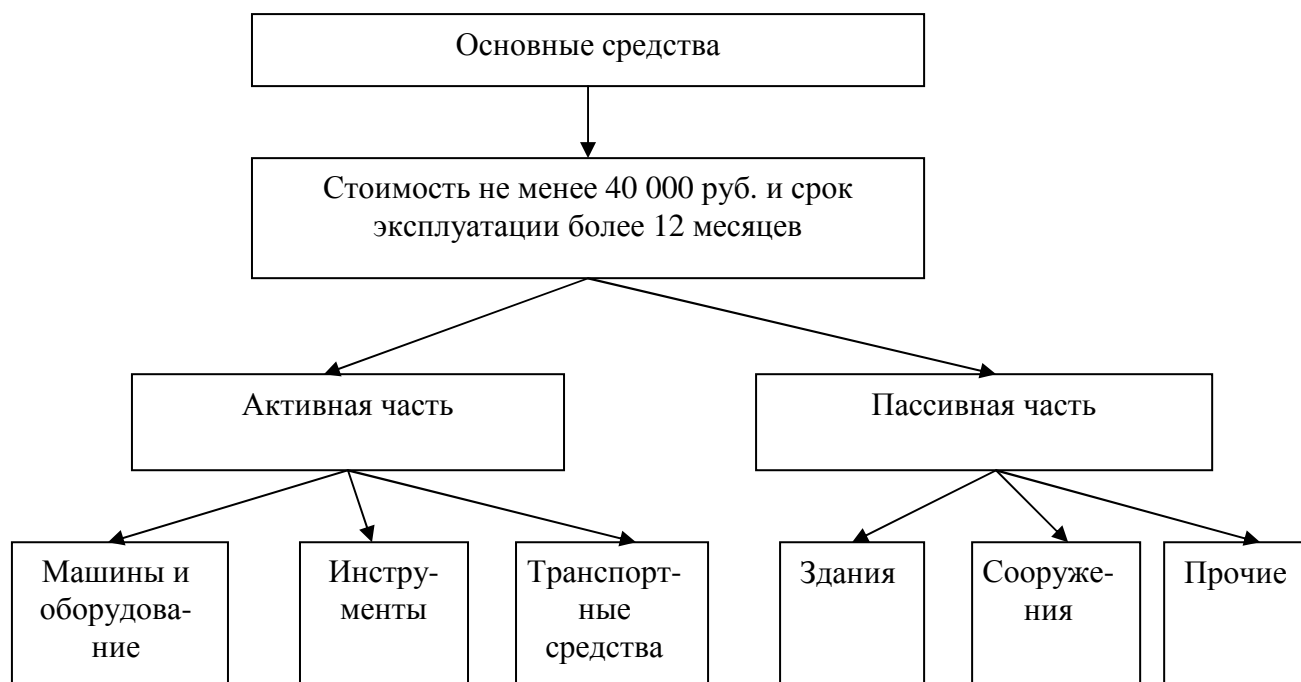 Основные средства
Стоимость не менее 40 000 руб. и срок
эксплуатации более 12 месяцев
Активная часть
Пассивная часть
Машины и
оборудова-
ние
Инстру-
менты
Транспорт-
ные
средства
Здания
Сооруже-
ния
Прочие